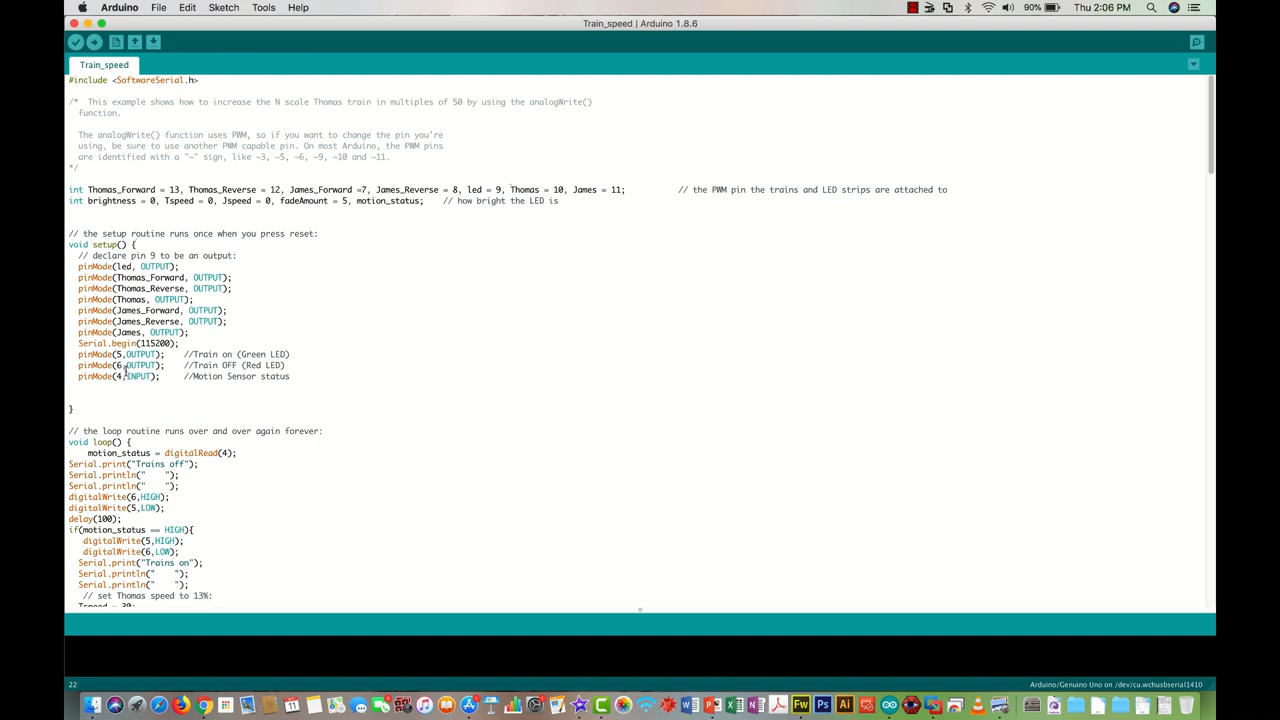 Arduino File Edit Sketch Tools Help 90% Thu 2:06 PM
Train_speed | Arduino 1.8.6
Train_speed
#include <SoftwareSerial.h>
/* This example shows how to increase the N scale Thomas train in multiples of 50 by using the analogWrite()
function.
The analogWrite() function uses PWM, so if you want to change the pin you're
using, be sure to use another PWM capable pin. On most Arduino, the PWM pins
are identified with a "~" sign, like ~3, ~5, ~6, ~9, ~10 and ~11.
*/
int Thomas_Forward = 13, Thomas_Reverse = 12, James_Forward =7, James_Reverse = 8, led = 9, Thomas = 10, James = 11; // the PWM pin the trains and LED strips are attached to
int brightness = 0, Tspeed = 0, Jspeed = 0, fadeAmount = 5, motion_status; // how bright the LED is
// the setup routine runs once when you press reset:
void setup() {
// declare pin 9 to be an output:
pinMode(led, OUTPUT);
pinMode(Thomas_Forward, OUTPUT);
pinMode(Thomas_Reverse, OUTPUT);
pinMode(Thomas, OUTPUT);
pinMode(James_Forward, OUTPUT);
pinMode(James_Reverse, OUTPUT);
pinMode(James, OUTPUT);
Serial.begin(115200);
pinMode(5,OUTPUT); //Train on (Green LED)
pinMode(6,OUTPUT); //Train OFF (Red LED)
pinMode(4,INPUT); //Motion Sensor status
}
// the loop routine runs over and over again forever:
void loop() {
motion_status = digitalRead(4);
Serial.print("Trains off");
Serial.println("    ");
Serial.println("    ");
digitalWrite(6,HIGH);
digitalWrite(5,LOW);
delay(100);
if(motion_status == HIGH){
digitalWrite(5,HIGH);
digitalWrite(6,LOW);
Serial.print("Trains on");
Serial.println("    ");
Serial.println("    ");
// set Thomas speed to 13%:
Tspeed = 30;
22 Arduino/Genuino Uno on /dev/cu.wchusbserial1410